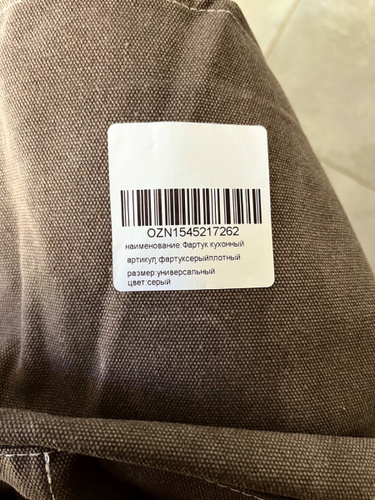 OZN1545217262
наименование:Фартук кухонный
артикул:фартуксерыйплотный
размер:универсальный
цвет:серый